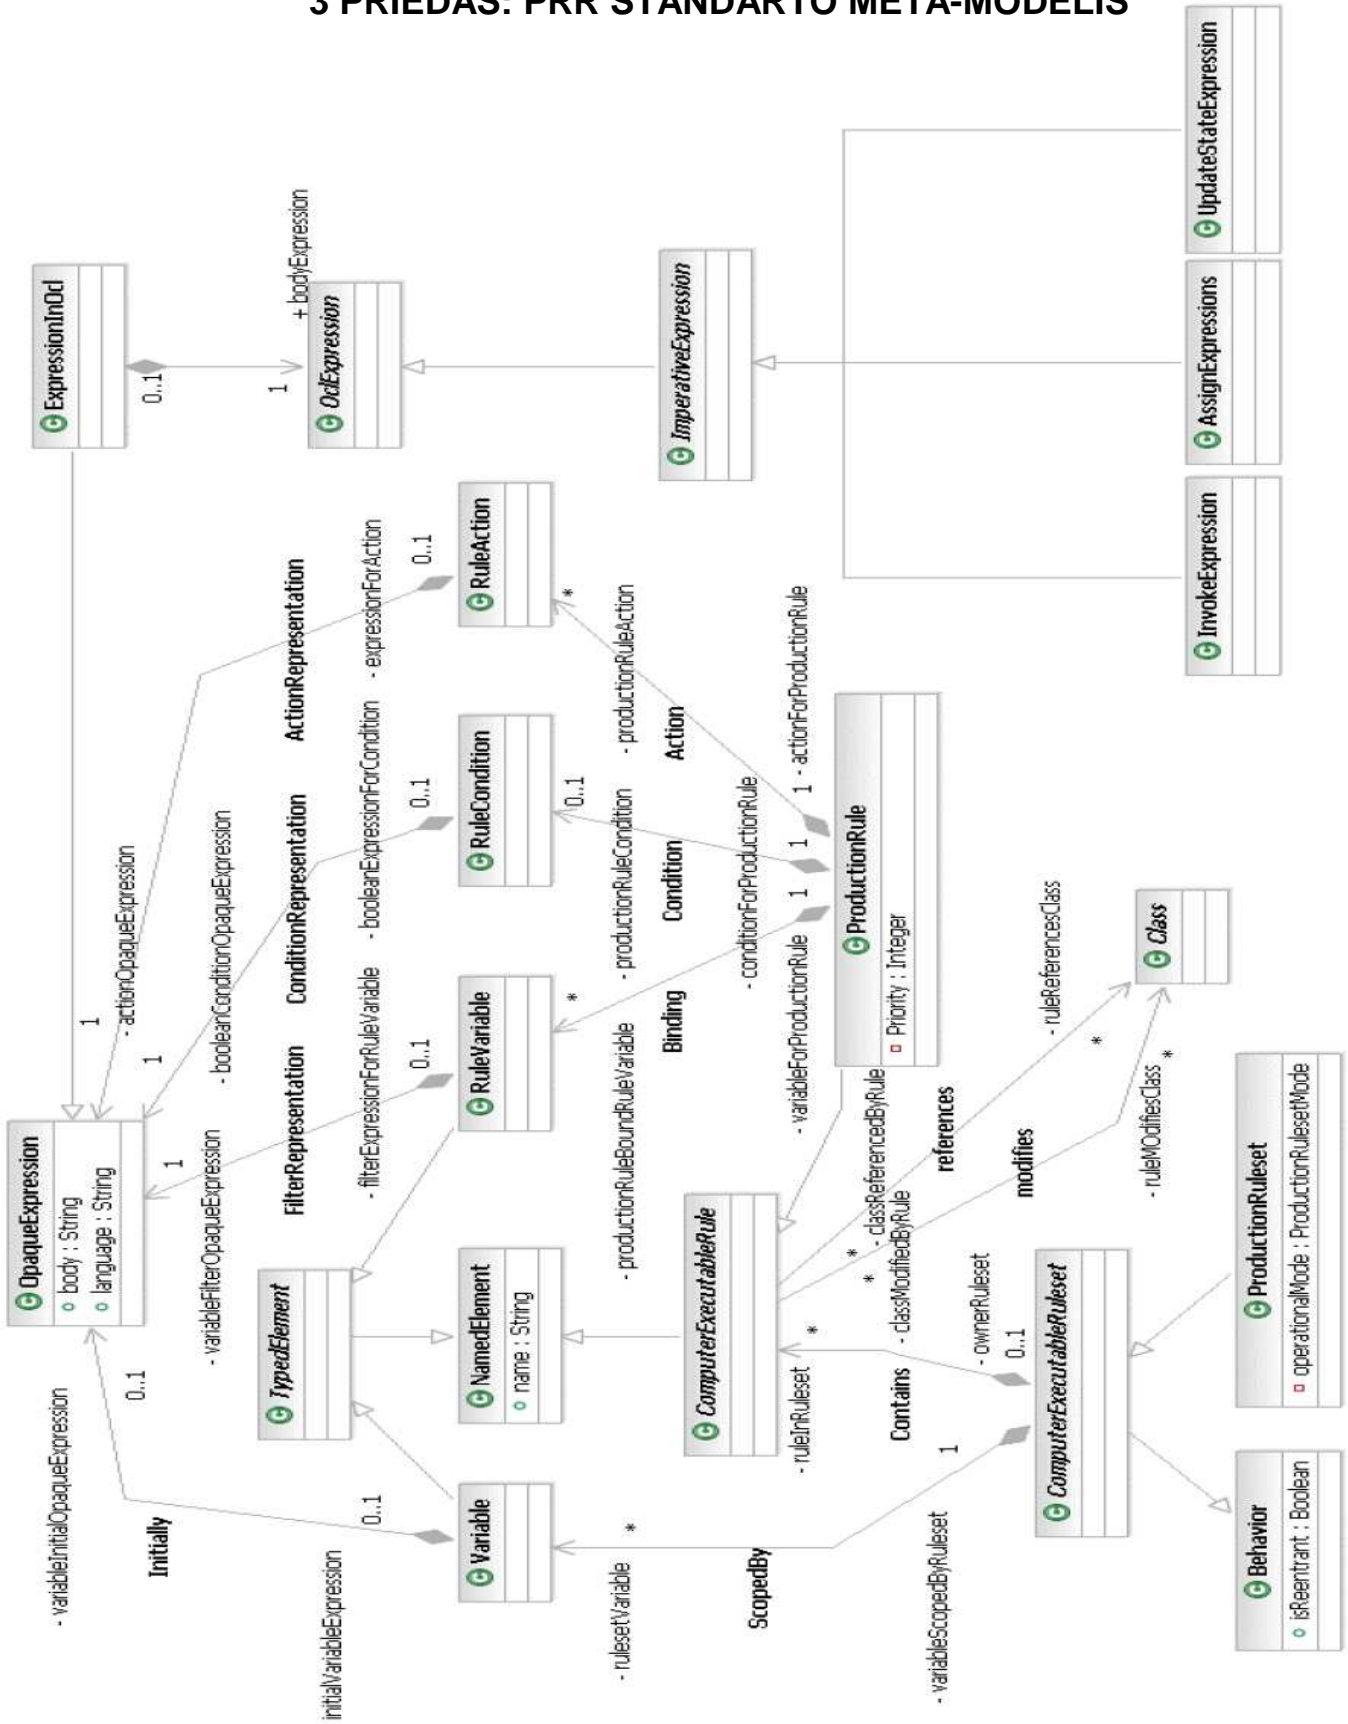 3 PRIEDAS: PRR STANDARTO META-MODELIS
- variableInitialOpaqueExpression
Initially
initialVariableExpression
0..1
0..1
OpaqueExpression
body : String
language : String
- variableFilterOpaqueExpression
1
FilterRepresentation
- filterExpressionForRuleVariable
0..1
1
- booleanConditionOpaqueExpression
ConditionRepresentation
- booleanExpressionForCondition
0..1
1
- actionOpaqueExpression
ActionRepresentation
- expressionForAction
0..1
ExpressionInOcl
0..1
1
+ bodyExpression
OclExpression
TypedElement
Variable
NamedElement
name : String
RuleVariable
RuleCondition
RuleAction
ImperativeExpression
- rulesetVariable
*
ScopedBy
- variableScopedByRuleset
1
- productionRuleBoundRuleVariable
*
Binding
- variableForProductionRule
1
- productionRuleCondition
0..1
Condition
- conditionForProductionRule
1
- productionRuleAction
*
Action
1
- actionForProductionRule
ComputerExecutableRule
ProductionRule
Priority : Integer
- ruleInRuleset
*
Contains
- ownerRuleset
0..1
- classModifiedByRule
*
- classReferencedByRule
*
references
modifies
- ruleReferencesClass
*
- ruleMOdifiesClass
*
Class
ComputerExecutableRuleset
Behavior
isReentrant : Boolean
ProductionRuleset
operationalMode : ProductionRulesetMode
InvokeExpression
AssignExpressions
UpdateStateExpression